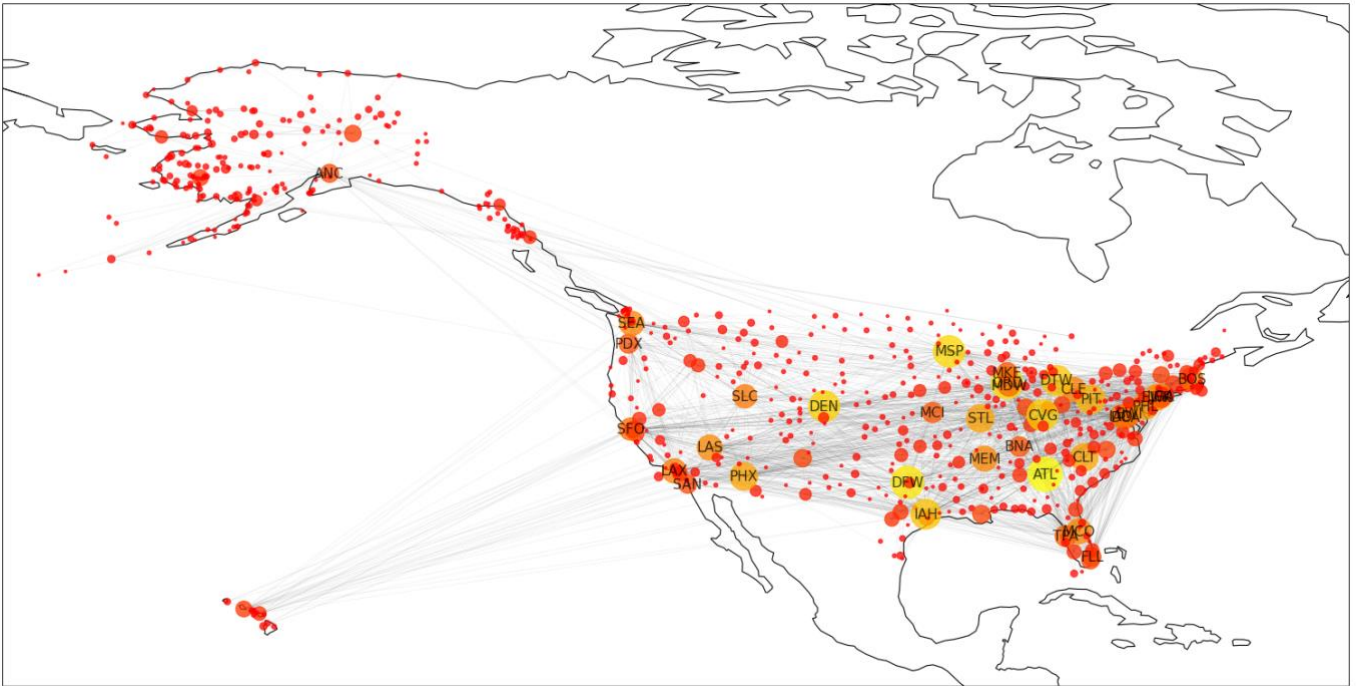 ANC
SEA
PDX
MSP
MKE
MDW
DTW
CLE
BOS
SLC
DEN
PIT
MCI
STL
CVG
SFO
LAS
BNA
MEM
CLT
LAX
PHX
SAN
DFW
ATL
IAH
MCO
TPA
FLL